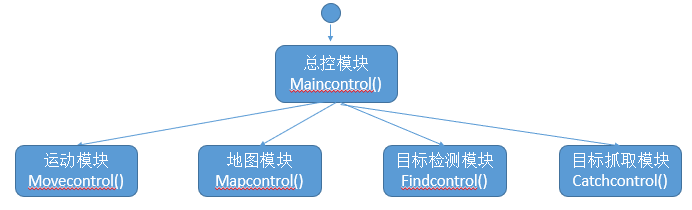 总控模块
Maincontrol()
运动模块
Movecontrol()
地图模块
Mapcontrol()
目标检测模块
Findcontrol()
目标抓取模块
Catchcontrol()